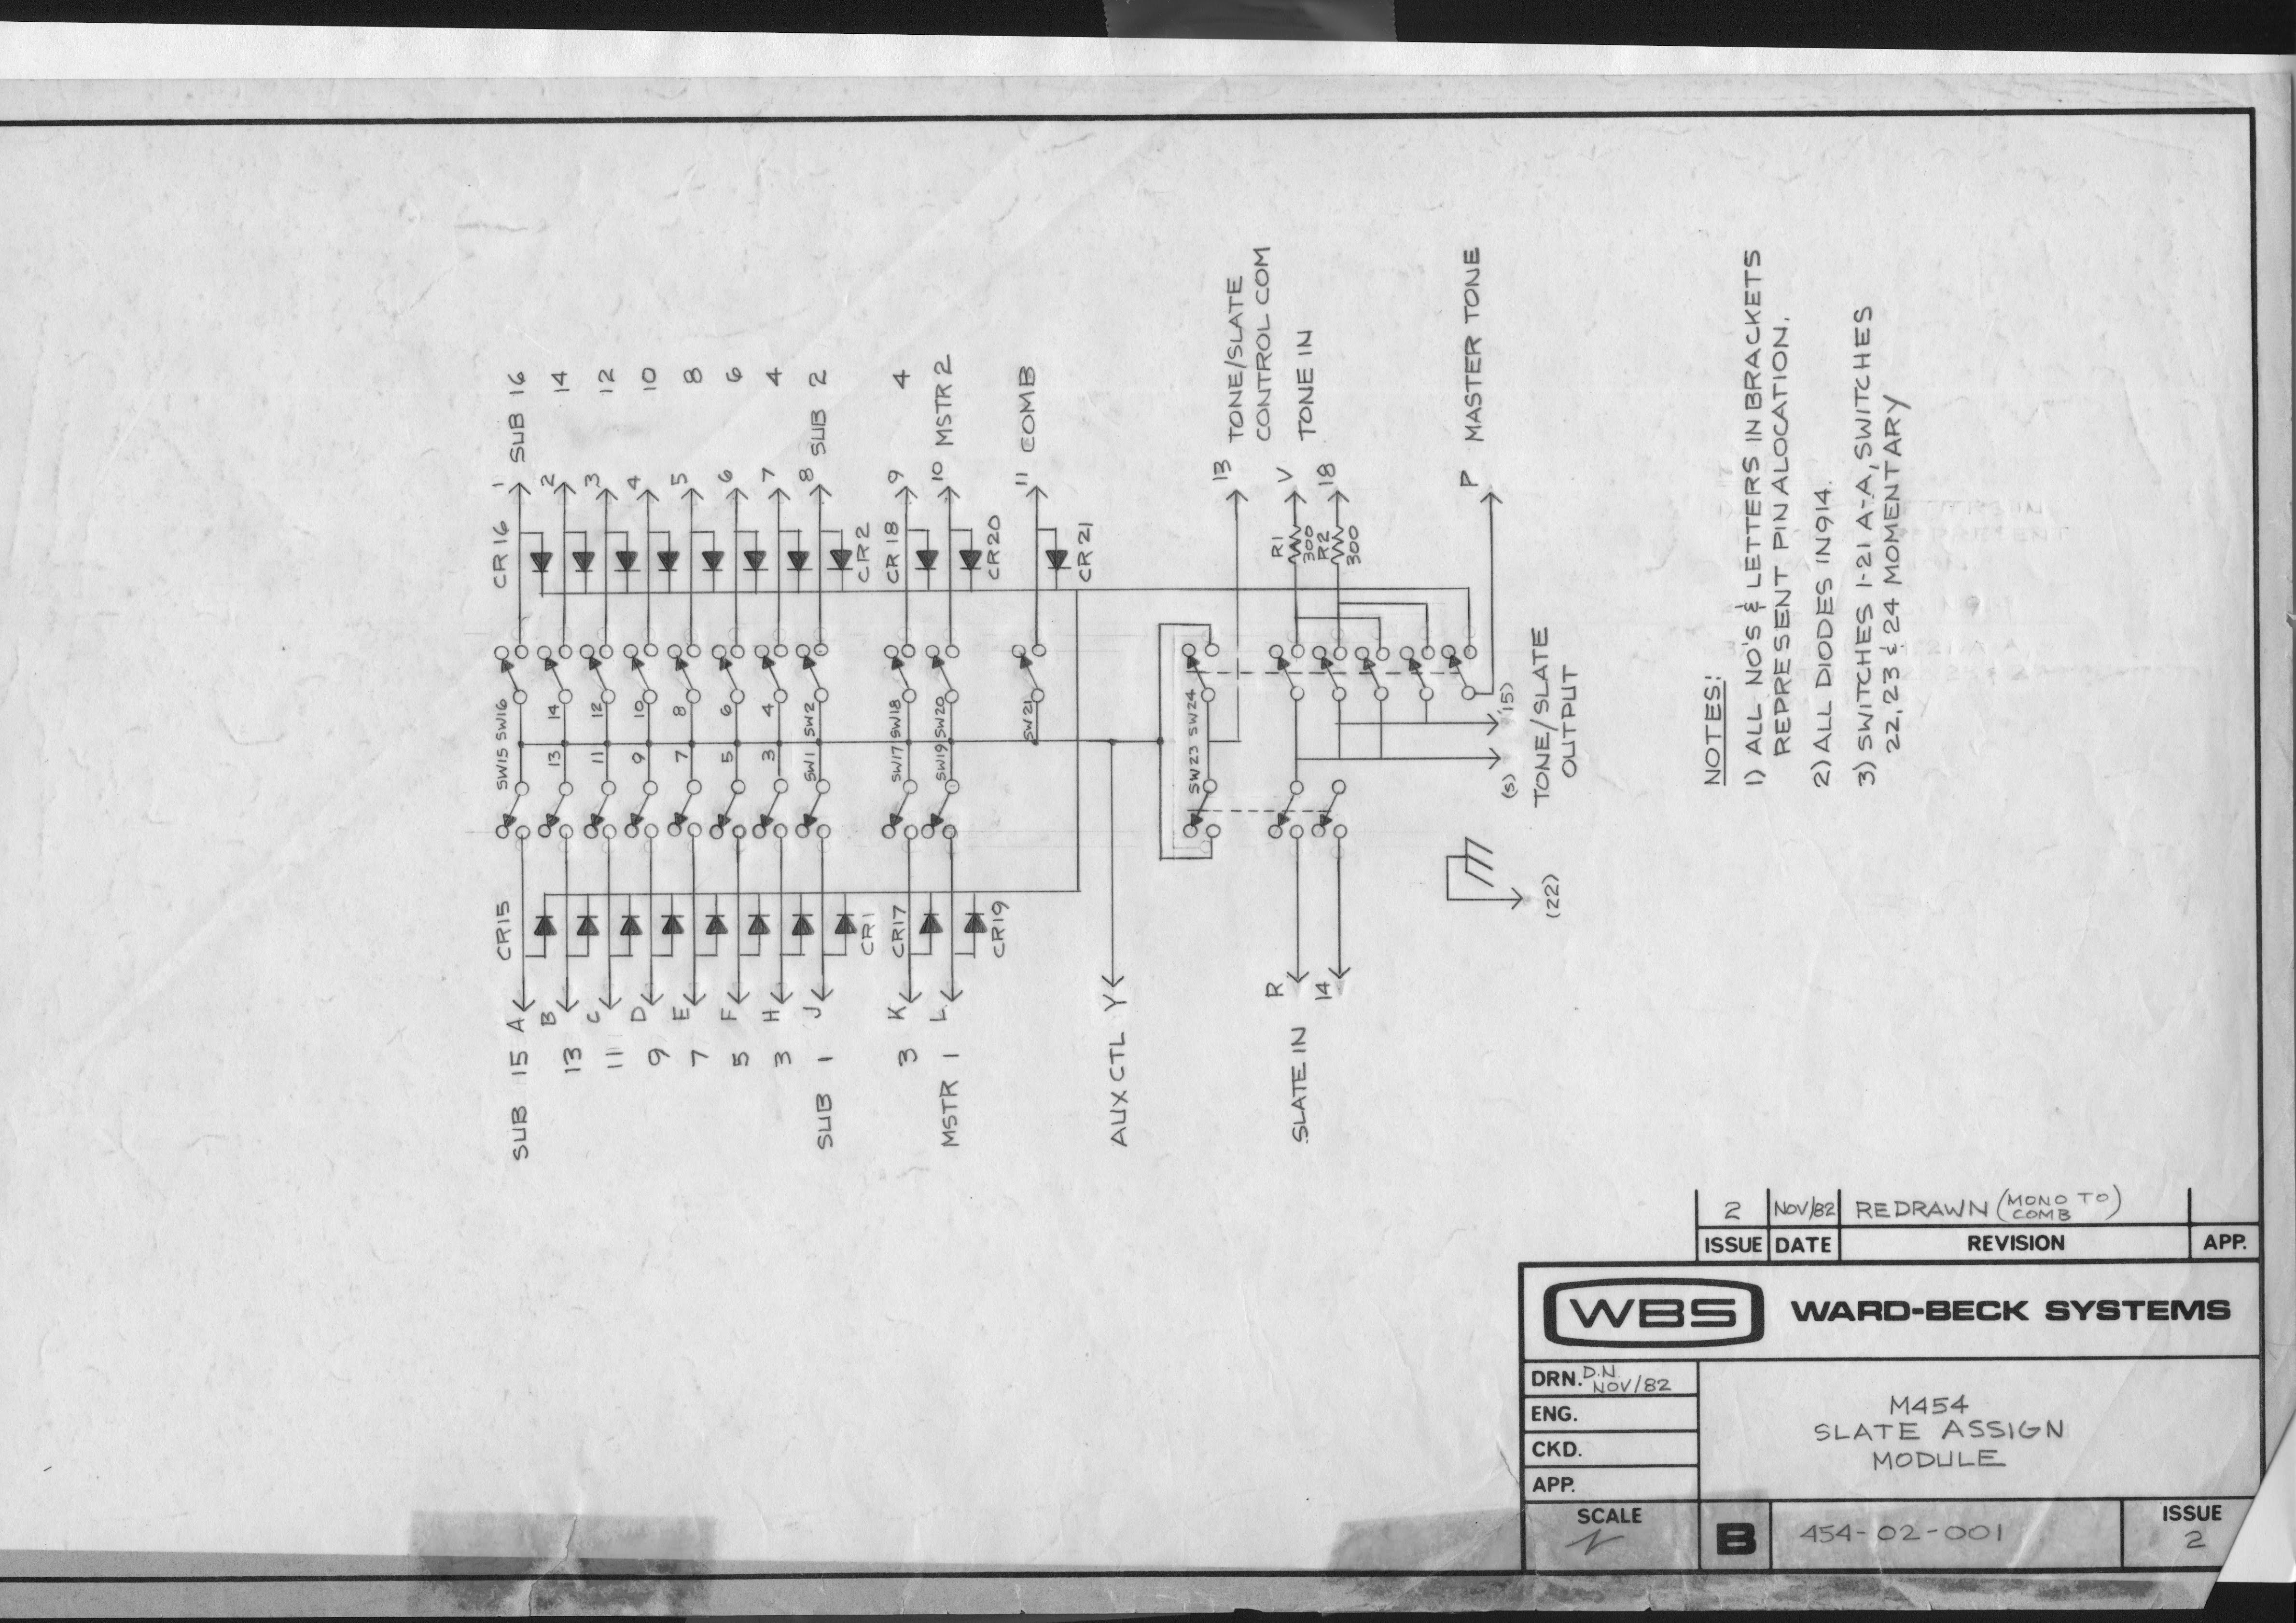 CR16
1 SUB 16
2 14
3 12
4 10
5 8
6 6
7 4
8 SUB 2
CR2
CR18
9 4
10 MSTR 2
CR20
11 COMB
CR21
13 TONE/SLATE
CONTROL COM
V TONE IN
18
R1
300
R2
300
P MASTER TONE
SW15 SW16
13 14
11 12
9 10
7 8
5 6
3 4
SW1 SW2
SW17 SW18
SW19 SW20
SW21
SW23 SW24
(S) (15)
TONE/SLATE
OUTPUT
(22)
CR15
CR1
CR17
CR19
SUB 15 A
13 B
11 C
9 D
7 E
5 F
3 H
SUB 1 J
3 K
MSTR 1 L
AUX CTL Y
SLATE IN R
14
NOTES:
1) ALL NO'S & LETTERS IN BRACKETS
REPRESENT PIN ALOCATION.
2) ALL DIODES IN914.
3) SWITCHES 1-21 A-A, SWITCHES
22, 23 & 24 MOMENTARY
2 NOV/82 REDRAWN (MONO TO COMB)
ISSUE DATE REVISION APP.
WBS WARD-BECK SYSTEMS
DRN. D.N. NOV/82
ENG.
CKD.
APP.
M454
SLATE ASSIGN
MODULE
SCALE
N
B
454-02-001
ISSUE
2